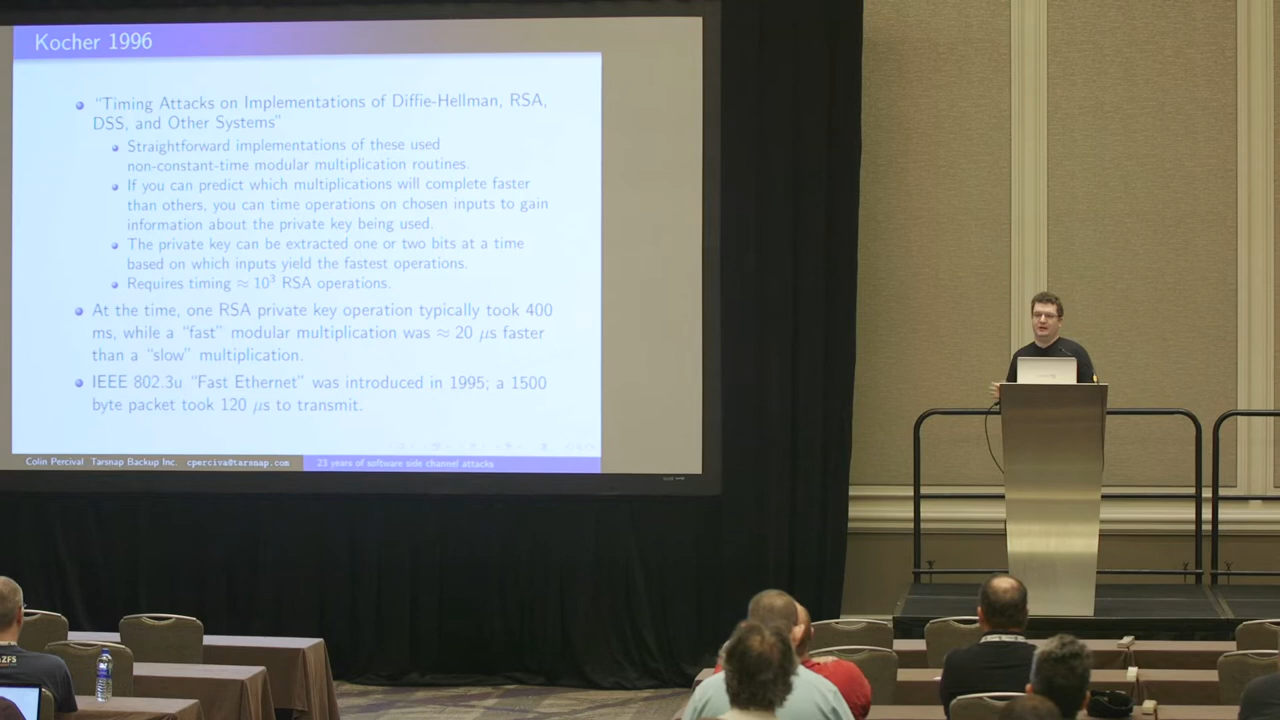 Kocher 1996
“Timing Attacks on Implementations of Diffie-Hellman, RSA,
DSS, and Other Systems”
Straightforward implementations of these used
non-constant-time modular multiplication routines.
If you can predict which multiplications will complete faster
than others, you can time operations on chosen inputs to gain
information about the private key being used.
The private key can be extracted one or two bits at a time
based on which inputs yield the fastest operations.
Requires timing ≈ 10³ RSA operations.
At the time, one RSA private key operation typically took 400
ms, while a “fast” modular multiplication was ≈ 20 μs faster
than a “slow” multiplication.
IEEE 802.3u “Fast Ethernet” was introduced in 1995; a 1500
byte packet took 120 μs to transmit.
Colin Percival Tarsnap Backup Inc. cperciva@tarsnap.com 23 years of software side channel attacks
ZFS